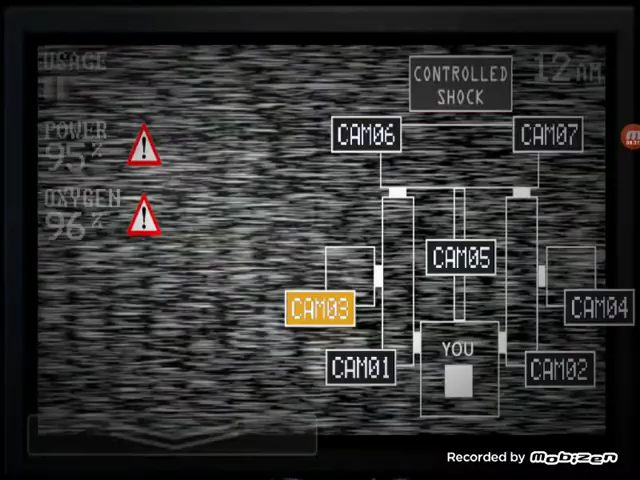 USAGE
12 AM
CONTROLLED
SHOCK
POWER
95%
OXYGEN
96%
CAM06
CAM07
CAM05
CAM03
CAM04
YOU
CAM01
CAM02
Recorded by mobizen